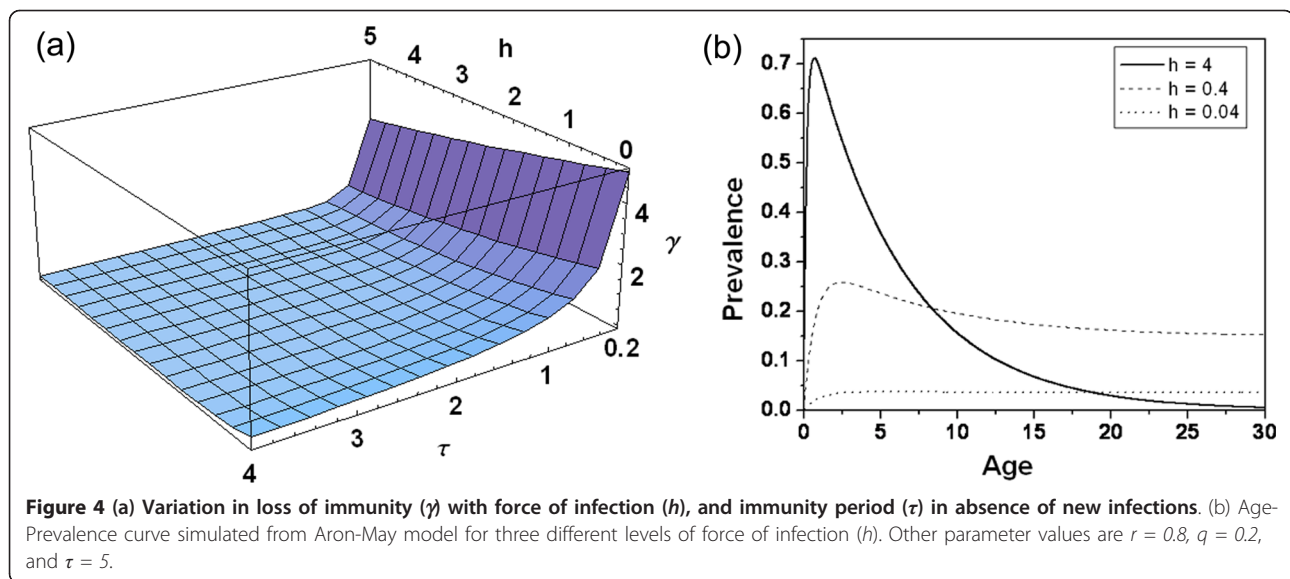 (a)
5
4
h
3
2
1
0
4
γ
2
0.2
1
2
τ
3
4
(b)
0.7
0.6
0.5
0.4
0.3
0.2
0.1
0.0
Prevalence
h = 4
h = 0.4
h = 0.04
0 5 10 15 20 25 30
Age
Figure 4 (a) Variation in loss of immunity (γ) with force of infection (h), and immunity period (τ) in absence of new infections. (b) Age-
Prevalence curve simulated from Aron-May model for three different levels of force of infection (h). Other parameter values are r = 0.8, q = 0.2,
and τ = 5.